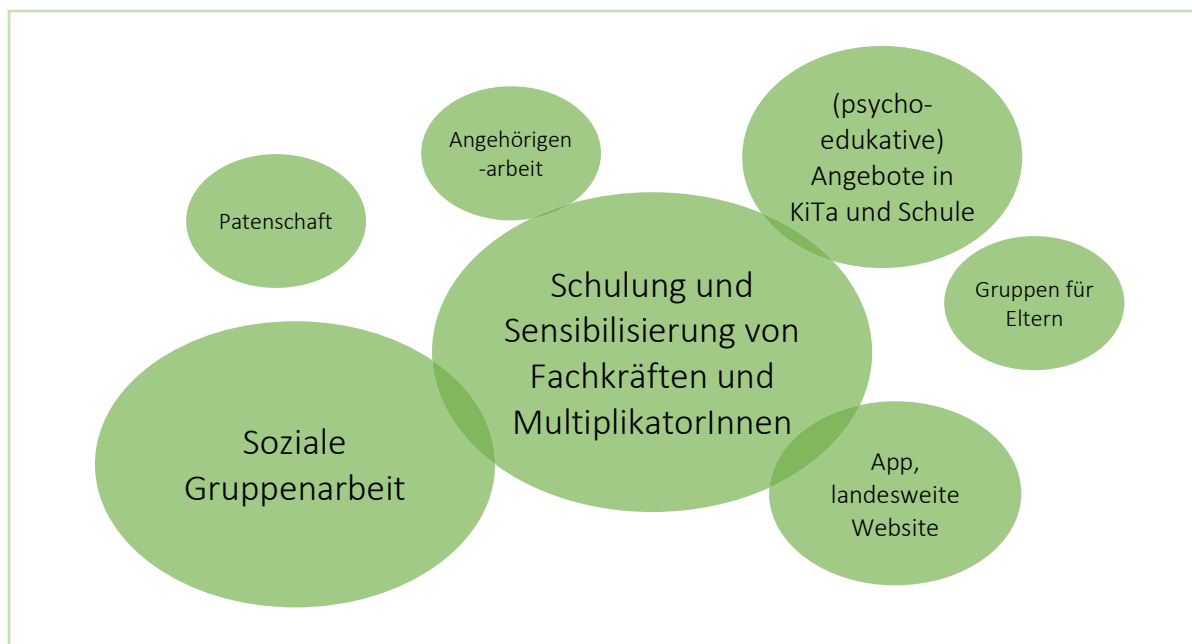 (psycho-
edukative)
Angebote in
KiTa und Schule
Angehörigen
-arbeit
Patenschaft
Schulung und
Sensibilisierung von
Fachkräften und
MultiplikatorInnen
Gruppen für
Eltern
Soziale
Gruppenarbeit
App,
landesweite
Website